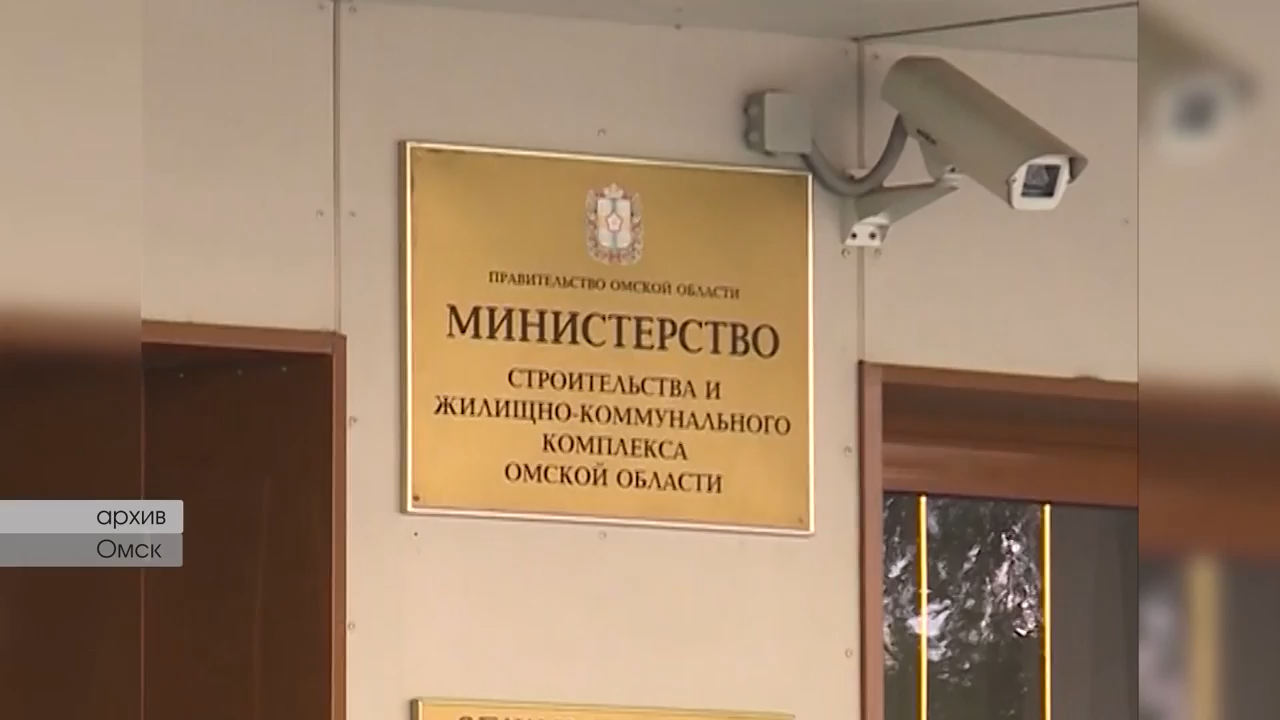 ПРАВИТЕЛЬСТВО ОМСКОЙ ОБЛАСТИ
МИНИСТЕРСТВО
СТРОИТЕЛЬСТВА И
ЖИЛИЩНО-КОММУНАЛЬНОГО
КОМПЛЕКСА
ОМСКОЙ ОБЛАСТИ
архив
Омск